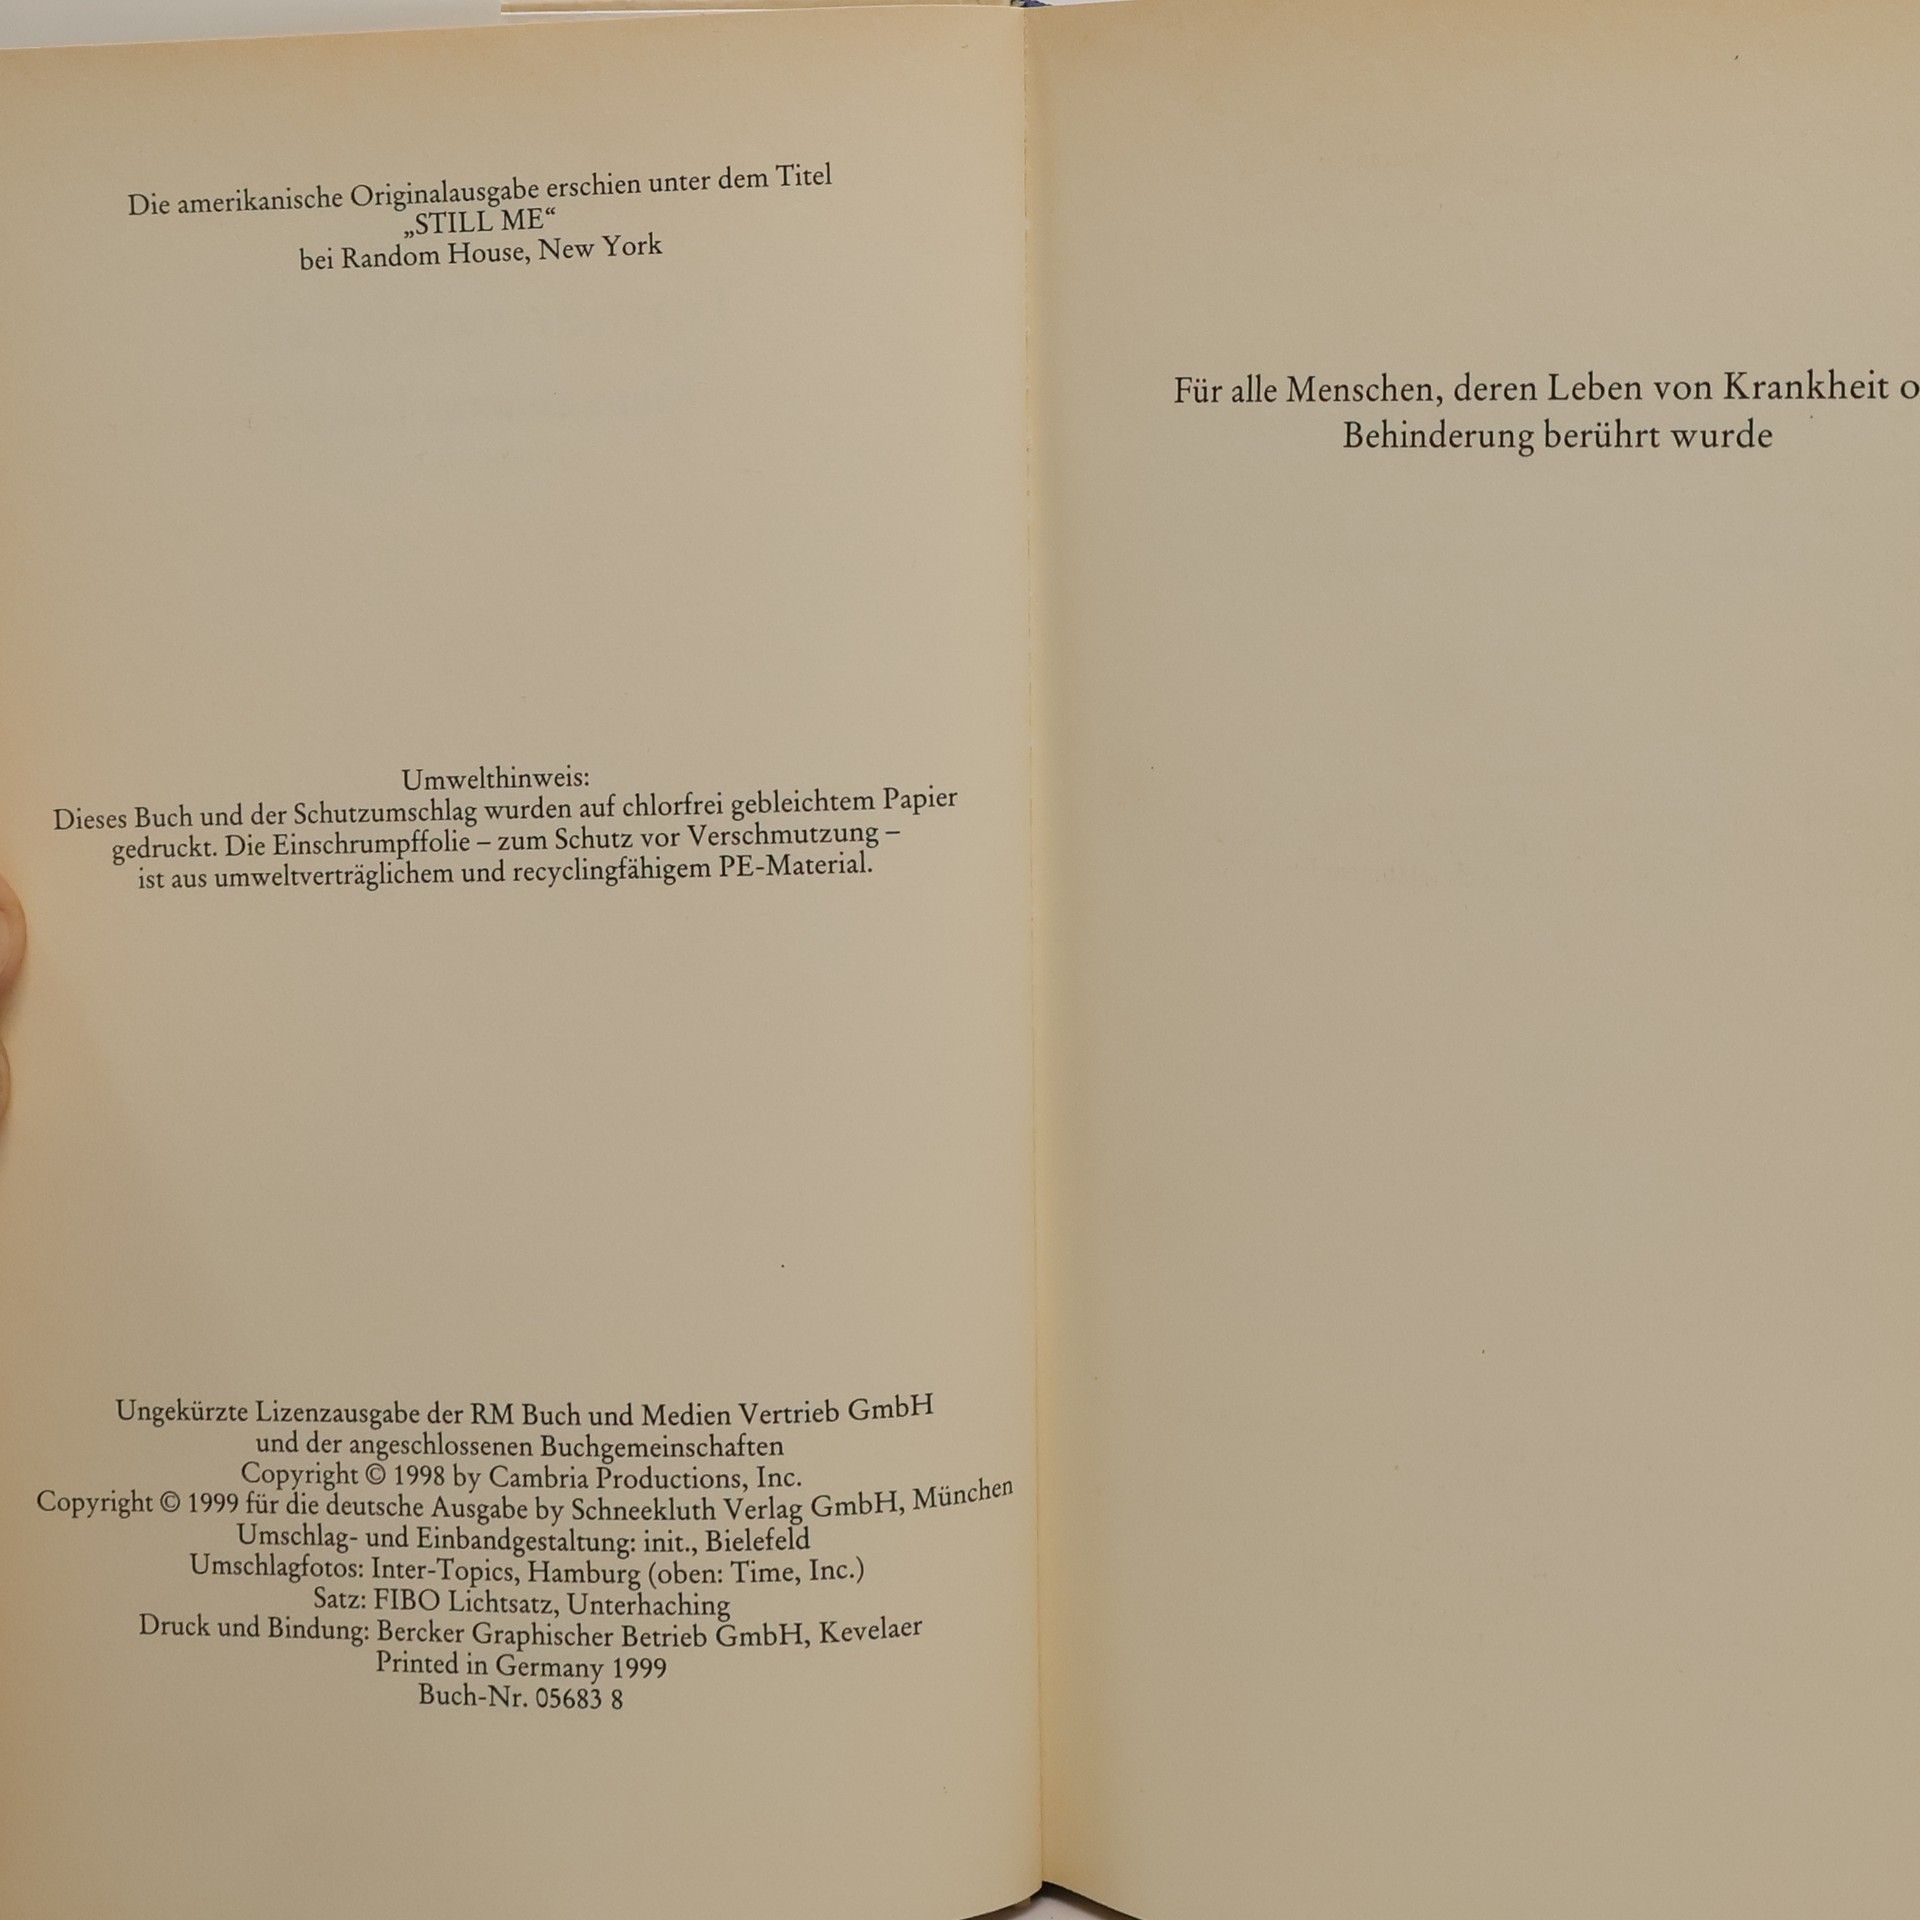 Die amerikanische Originalausgabe erschien unter dem Titel
„STILL ME“
bei Random House, New York
Umwelthinweis:
Dieses Buch und der Schutzumschlag wurden auf chlorfrei gebleichtem Papier
gedruckt. Die Einschrumpffolie – zum Schutz vor Verschmutzung –
ist aus umweltverträglichem und recyclingfähigem PE-Material.
Ungekürzte Lizenzausgabe der RM Buch und Medien Vertrieb GmbH
und der angeschlossenen Buchgemeinschaften
Copyright © 1998 by Cambria Productions, Inc.
Copyright © 1999 für die deutsche Ausgabe by Schneekluth Verlag GmbH, München
Umschlag- und Einbandgestaltung: init., Bielefeld
Umschlagfotos: Inter-Topics, Hamburg (oben: Time, Inc.)
Satz: FIBO Lichtsatz, Unterhaching
Druck und Bindung: Bercker Graphischer Betrieb GmbH, Kevelaer
Printed in Germany 1999
Buch-Nr. 05683 8
Für alle Menschen, deren Leben von Krankheit o
Behinderung berührt wurde